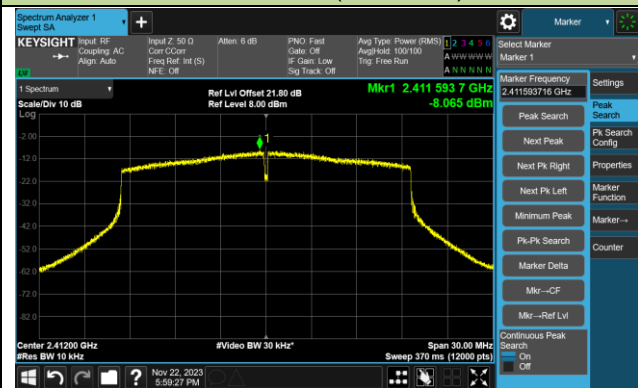 Spectrum Analyzer 1
Swept SA
+
Marker
KEYSIGHT
Input: RF
Coupling: AC
Align: Auto
Input Z: 50 Ω
Corr CCorr
Freq Ref: Int (S)
NFE: Off
Atten: 6 dB
PNO: Fast
Gate: Off
IF Gain: Low
Sig Track: Off
Avg Type: Power (RMS)
Avg|Hold: 100/100
Trig: Free Run
1 2 3 4 5 6
A W W W W W
A N N N N N
Select Marker
Marker 1
LXI
1 Spectrum
Scale/Div 10 dB
Log
Ref Lvl Offset 21.80 dB
Ref Level 8.00 dBm
Mkr1 2.411 593 7 GHz
-8.065 dBm
1
-2.00
-12.0
-22.0
-32.0
-42.0
-52.0
-62.0
-72.0
-82.0
Center 2.41200 GHz
#Res BW 10 kHz
#Video BW 30 kHz*
Span 30.00 MHz
Sweep 370 ms (12000 pts)
Marker Frequency
2.411593716 GHz
Peak Search
Next Peak
Next Pk Right
Next Pk Left
Minimum Peak
Pk-Pk Search
Marker Delta
Mkr→CF
Mkr→Ref Lvl
Continuous Peak
Search
On
Off
Settings
Peak
Search
Pk Search
Config
Properties
Marker
Function
Marker→
Counter
?
Nov 22, 2023
5:59:27 PM